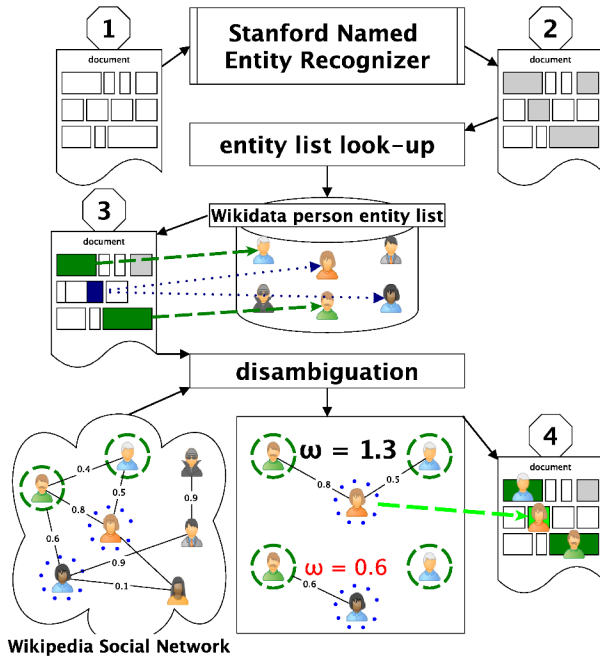 1
document
Stanford Named
Entity Recognizer
2
document
entity list look-up
3
document
Wikidata person entity list
disambiguation
0.4
0.5
0.8
0.9
0.6
0.9
0.1
Wikipedia Social Network
ω = 1.3
0.8
0.5
ω = 0.6
0.6
4
document